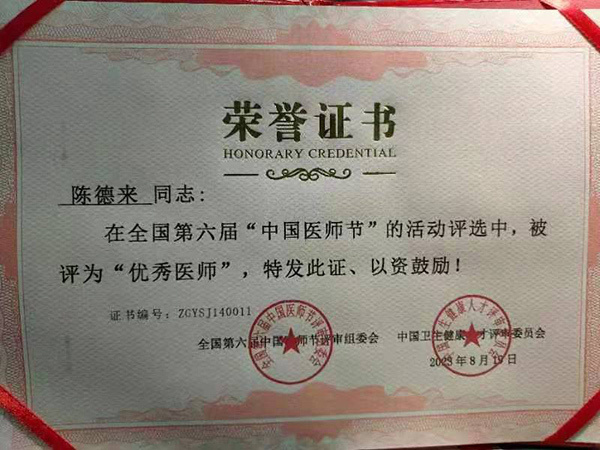 荣誉证书
HONORARY CREDENTIAL
陈德来 同志:
在全国第六届“中国医师节”的活动评选中,被
评为“优秀医师”,特发此证、以资鼓励!
证书编号:ZGYSJ140011
全国第六届中国医师节评审组委会
中国卫生健康人才评审委员会
2023年8月19日